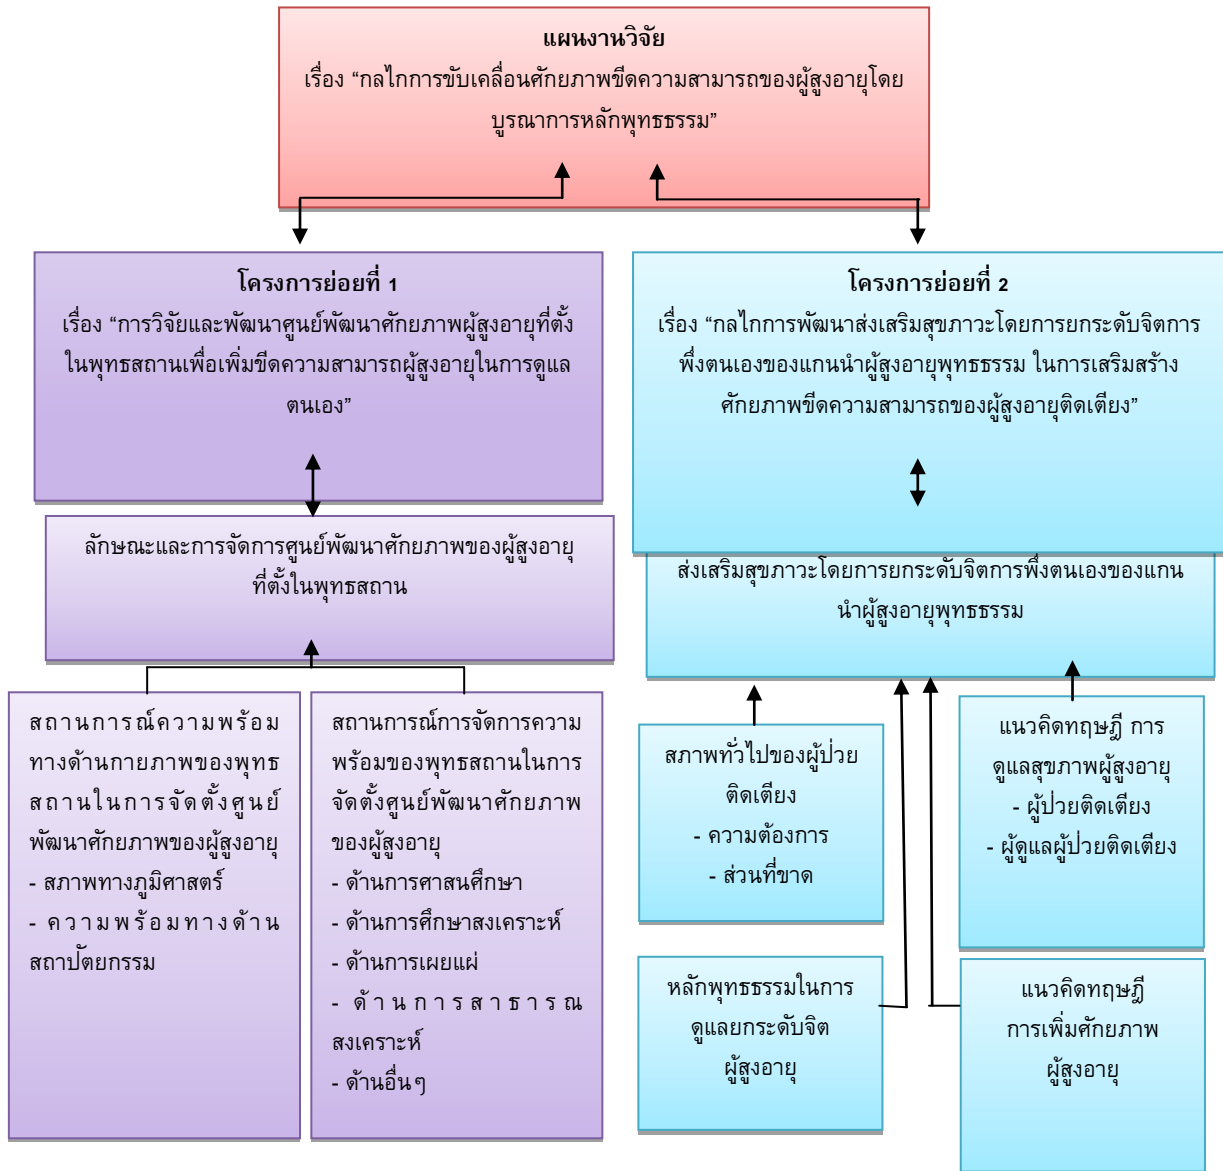 แผนงานวิจัย
เรื่อง “กลไกการขับเคลื่อนศักยภาพขีดความสามารถของผู้สูงอายุโดย
บูรณาการหลักพุทธธรรม”
โครงการย่อยที่ 1
เรื่อง “การวิจัยและพัฒนาศูนย์พัฒนาศักยภาพผู้สูงอายุที่ตั้ง
ในพุทธสถานเพื่อเพิ่มขีดความสามารถผู้สูงอายุในการดูแล
ตนเอง”
โครงการย่อยที่ 2
เรื่อง “กลไกการพัฒนาส่งเสริมสุขภาวะโดยการยกระดับจิตการ
พึ่งตนเองของแกนนำผู้สูงอายุพุทธธรรม ในการเสริมสร้าง
ศักยภาพขีดความสามารถของผู้สูงอายุติดเตียง”
ลักษณะและการจัดการศูนย์พัฒนาศักยภาพของผู้สูงอายุ
ที่ตั้งในพุทธสถาน
ส่งเสริมสุขภาวะโดยการยกระดับจิตการพึ่งตนเองของแกน
นำผู้สูงอายุพุทธธรรม
สถานการณ์ความพร้อม
ทางด้านกายภาพของพุทธ
สถานในการจัดตั้งศูนย์
พัฒนาศักยภาพของผู้สูงอายุ
- สภาพทางภูมิศาสตร์
- ความพร้อมทางด้าน
สถาปัตยกรรม
สถานการณ์การจัดการความ
พร้อมของพุทธสถานในการ
จัดตั้งศูนย์พัฒนาศักยภาพ
ของผู้สูงอายุ
- ด้านการศาสนศึกษา
- ด้านการศึกษาสงเคราะห์
- ด้านการเผยแผ่
- ด้านการสาธารณ
สงเคราะห์
- ด้านอื่นๆ
สภาพทั่วไปของผู้ป่วย
ติดเตียง
- ความต้องการ
- ส่วนที่ขาด
แนวคิดทฤษฎี การ
ดูแลสุขภาพผู้สูงอายุ
- ผู้ป่วยติดเตียง
- ผู้ดูแลผู้ป่วยติดเตียง
หลักพุทธธรรมในการ
ดูแลยกระดับจิต
ผู้สูงอายุ
แนวคิดทฤษฎี
การเพิ่มศักยภาพ
ผู้สูงอายุ